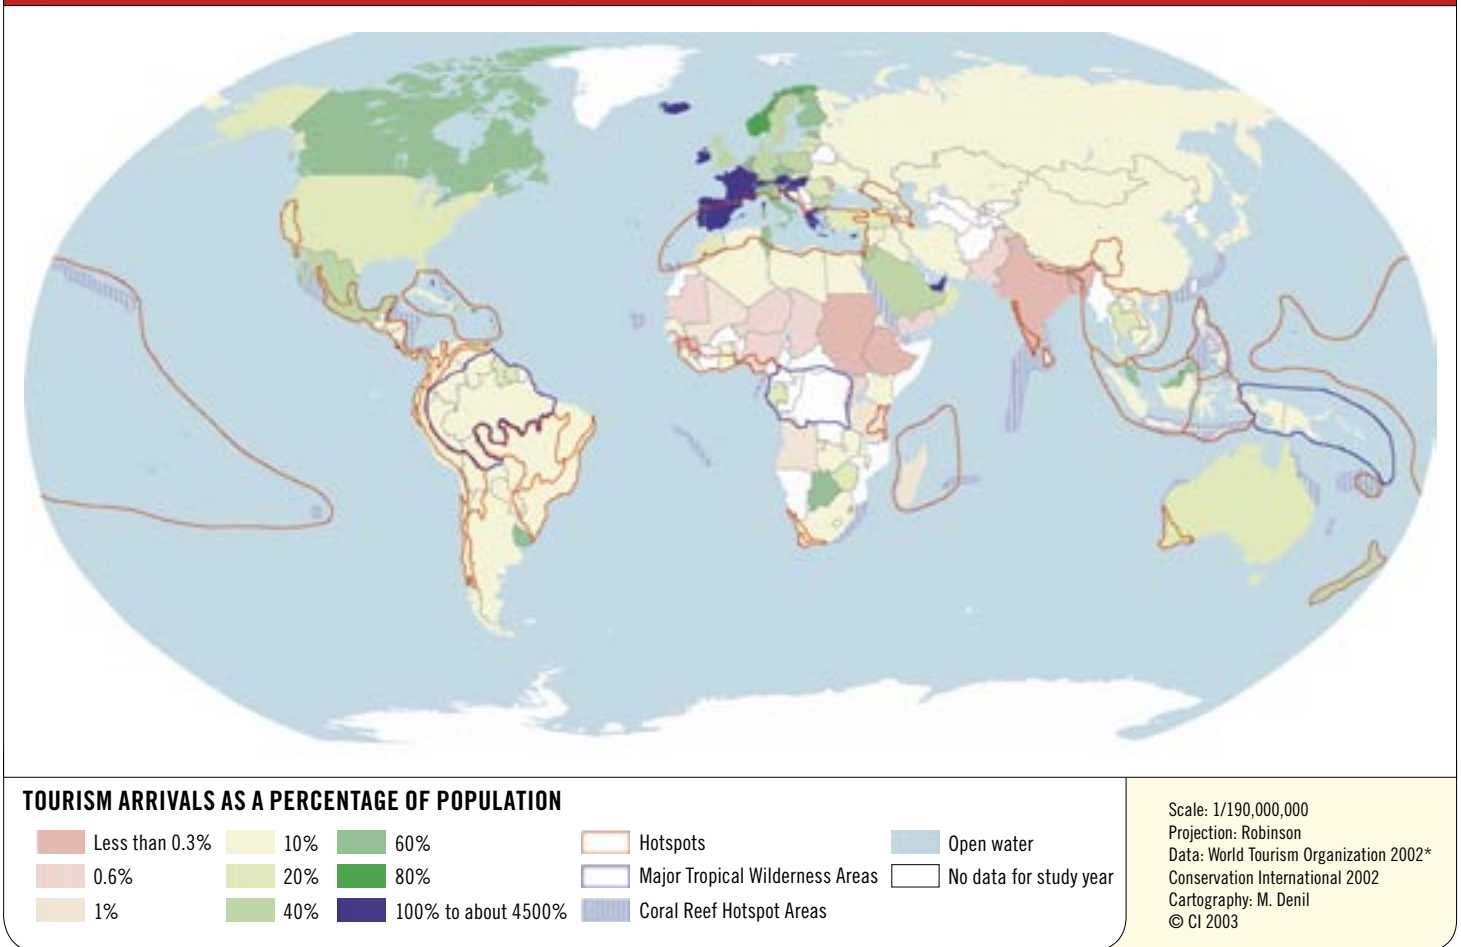 TOURISM ARRIVALS AS A PERCENTAGE OF POPULATION
Less than 0.3%
0.6%
1%
10%
20%
40%
60%
80%
100% to about 4500%
Hotspots
Major Tropical Wilderness Areas
Coral Reef Hotspot Areas
Open water
No data for study year
Scale: 1/190,000,000
Projection: Robinson
Data: World Tourism Organization 2002*
Conservation International 2002
Cartography: M. Denil
© CI 2003